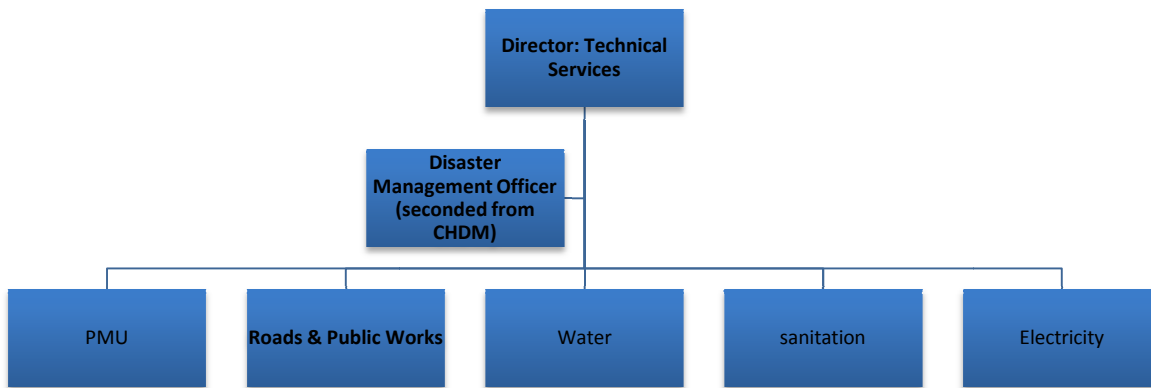 Director: Technical
Services
Disaster
Management Officer
(seconded from
CHDM)
PMU
Roads & Public Works
Water
sanitation
Electricity